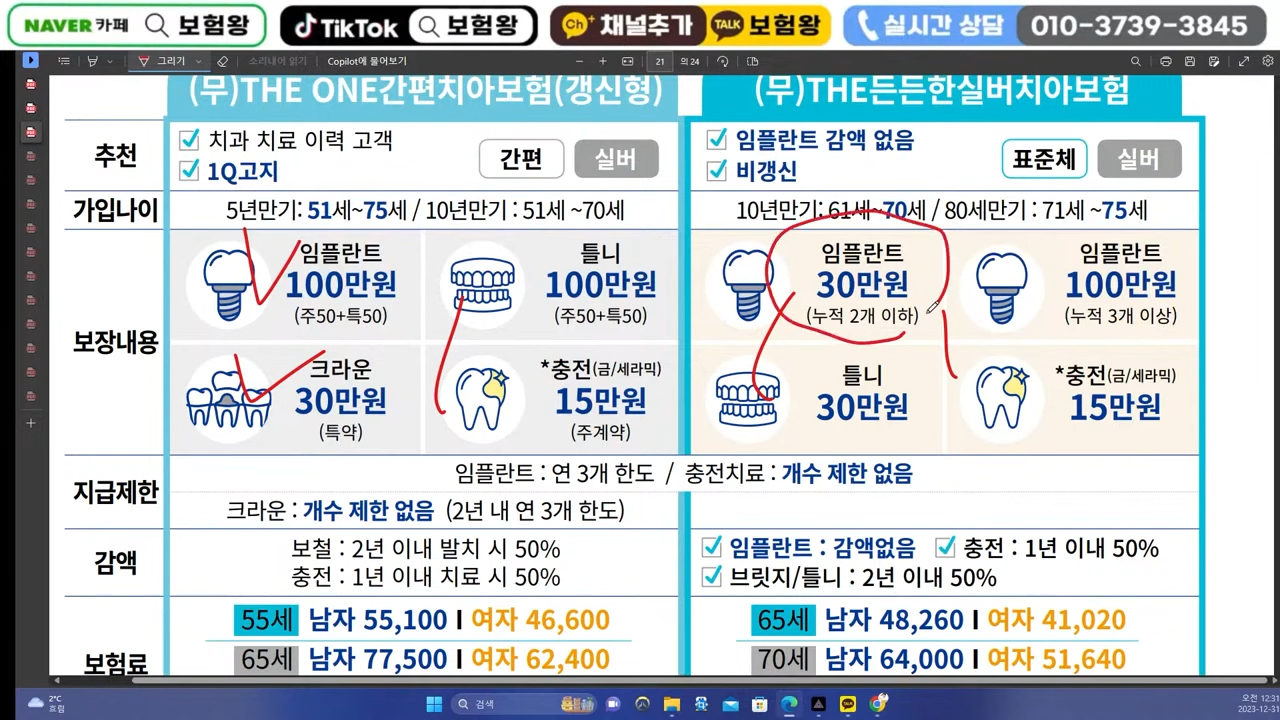 NAVER 카페 보험왕 TikTok 보험왕 Ch+ 채널추가 TALK 보험왕 실시간 상담 010-3739-3845
그리기 소리내어 읽기 Copilot에 물어보기 21 의 24
(무)THE ONE간편치아보험(갱신형) (무)THE든든한실버치아보험
추천
치과 치료 이력 고객
1Q고지
간편 실버
임플란트 감액 없음
비갱신
표준체 실버
가입나이 5년만기: 51세~75세 / 10년만기 : 51세 ~70세 10년만기: 61세~70세 / 80세만기 : 71세 ~75세
보장내용
임플란트
100만원
(주50+특50)
틀니
100만원
(주50+특50)
임플란트
30만원
(누적 2개 이하)
임플란트
100만원
(누적 3개 이상)
크라운
30만원
(특약)
*충전(금/세라믹)
15만원
(주계약)
틀니
30만원
*충전(금/세라믹)
15만원
지급제한
임플란트 : 연 3개 한도 / 충전치료 : 개수 제한 없음
크라운 : 개수 제한 없음 (2년 내 연 3개 한도)
감액
보철 : 2년 이내 발치 시 50%
충전 : 1년 이내 치료 시 50%
임플란트 : 감액없음 충전 : 1년 이내 50%
브릿지/틀니 : 2년 이내 50%
보험료
55세 남자 55,100 I 여자 46,600
65세 남자 77,500 I 여자 62,400
65세 남자 48,260 I 여자 41,020
70세 남자 64,000 I 여자 51,640
2°C
흐림
검색
오전 12:31
2023-12-31